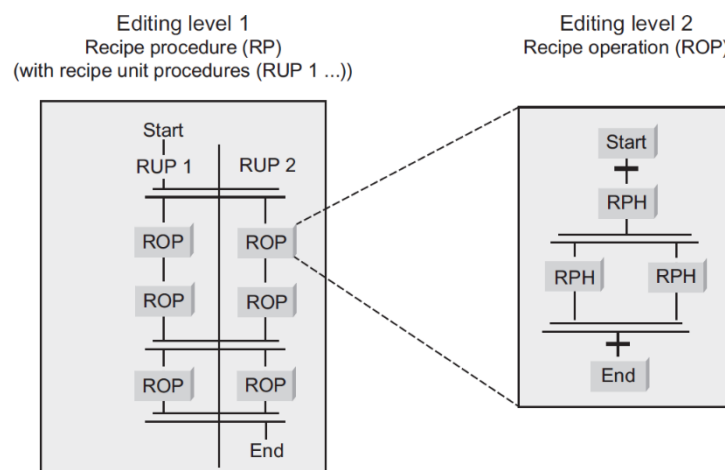 Editing level 1
Recipe procedure (RP)
(with recipe unit procedures (RUP 1 ...))
Start
RUP 1
RUP 2
ROP
ROP
ROP
ROP
ROP
ROP
End
Editing level 2
Recipe operation (ROP)
Start
RPH
RPH
RPH
End